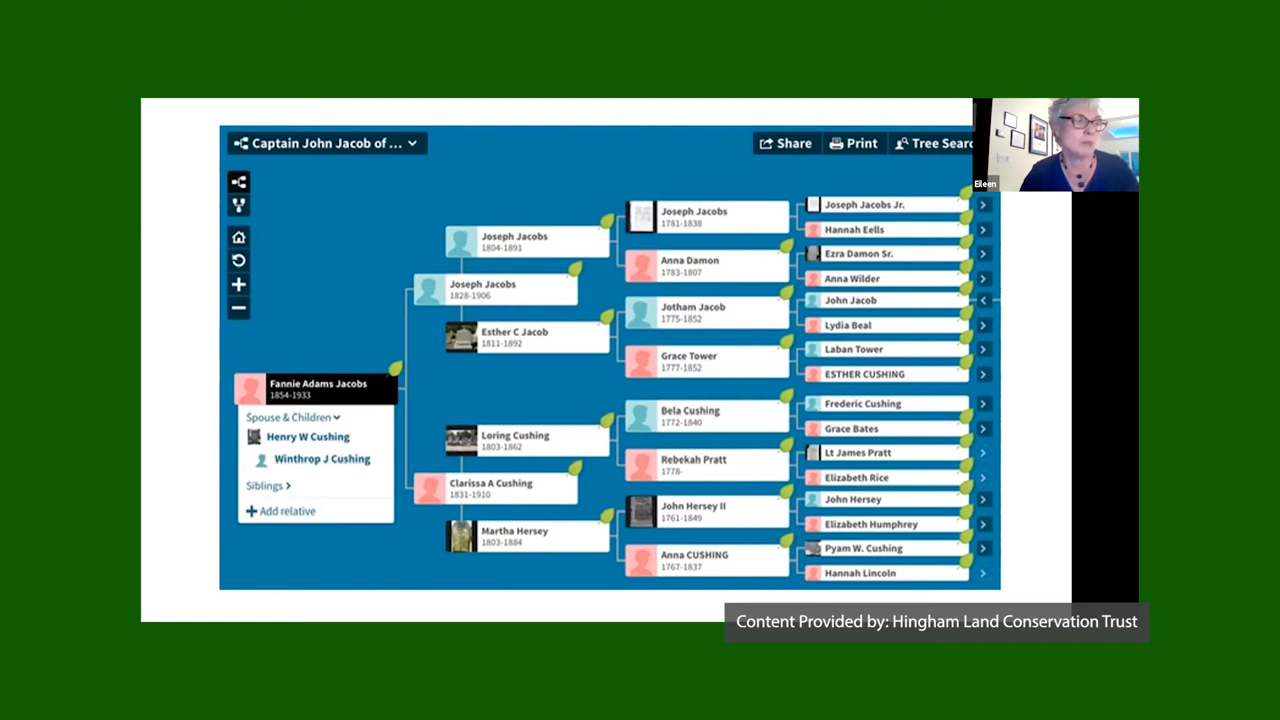 Captain John Jacob of ...
Share
Print
Tree Searc
Eileen
Joseph Jacobs
1781-1838
Joseph Jacobs Jr.
Hannah Eells
Joseph Jacobs
1804-1891
Anna Damon
1783-1807
Ezra Damon Sr.
Anna Wilder
Joseph Jacobs
1828-1906
Jotham Jacob
1775-1852
John Jacob
Lydia Beal
Esther C Jacob
1811-1892
Grace Tower
1777-1852
Laban Tower
ESTHER CUSHING
Fannie Adams Jacobs
1854-1933
Spouse & Children
Henry W Cushing
Winthrop J Cushing
Siblings
Add relative
Bela Cushing
1772-1840
Frederic Cushing
Grace Bates
Loring Cushing
1803-1862
Rebekah Pratt
1778-
Lt James Pratt
Elizabeth Rice
Clarissa A Cushing
1831-1910
John Hersey II
1761-1849
John Hersey
Elizabeth Humphrey
Martha Hersey
1803-1884
Anna CUSHING
1767-1837
Pyam W. Cushing
Hannah Lincoln
Content Provided by: Hingham Land Conservation Trust